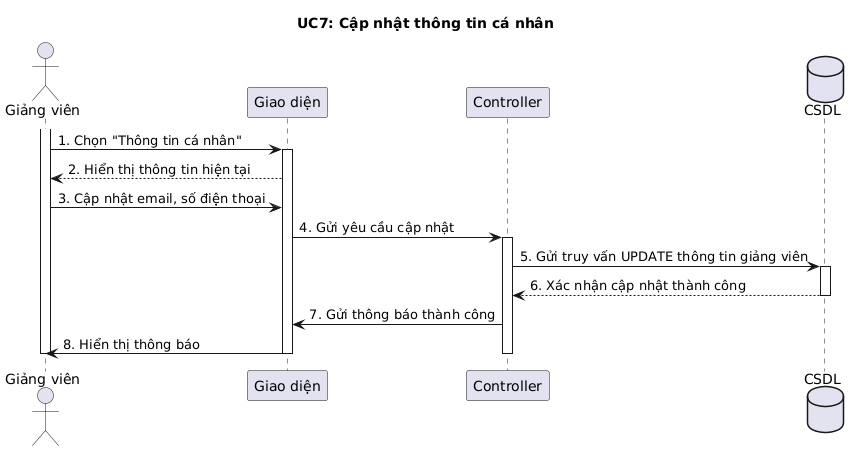 UC7: Cập nhật thông tin cá nhân
Giảng viên
Giao diện
Controller
CSDL
1. Chọn "Thông tin cá nhân"
2. Hiển thị thông tin hiện tại
3. Cập nhật email, số điện thoại
4. Gửi yêu cầu cập nhật
5. Gửi truy vấn UPDATE thông tin giảng viên
6. Xác nhận cập nhật thành công
7. Gửi thông báo thành công
8. Hiển thị thông báo
Giảng viên
Giao diện
Controller
CSDL